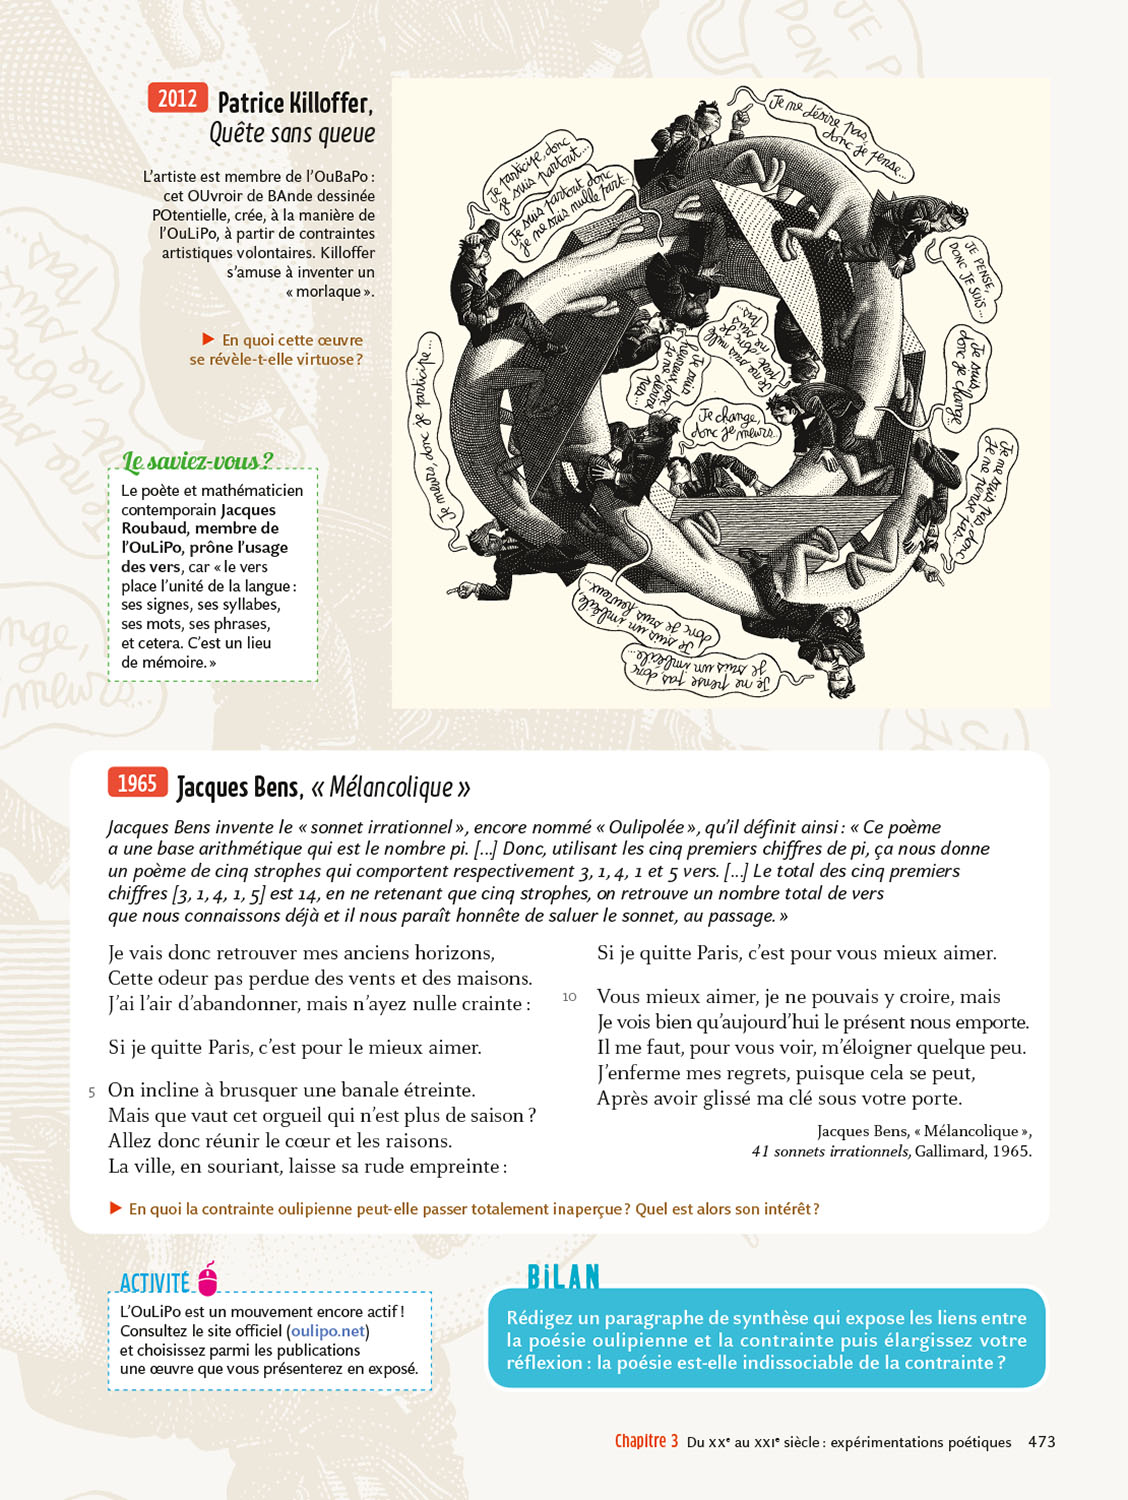 2012 Patrice Killoffer,
Quête sans queue
L'artiste est membre de l'OuBaPo :
cet OUvroir de BAnde dessinée
POtentielle, crée, à la manière de
l'OuLiPo, à partir de contraintes
artistiques volontaires. Killoffer
s'amuse à inventer un
« morlaque ».
▶ En quoi cette œuvre
se révèle-t-elle virtuose ?
Je ne désire pas,
donc je pense...
Je participe, donc
je suis partout...
Je suis partout donc
je ne suis nulle part...
JE PENSE,
DONC JE SUIS...
Je suis,
donc je change...
Je change,
donc je meurs...
Je meurs, donc je participe...
Je ne suis pas donc
Je ne pense pas...
Je suis un imbécile,
donc je suis heureux...
Je ne pense pas, donc
je suis un imbécile...
Le saviez-vous ?
Le poète et mathématicien
contemporain Jacques
Roubaud, membre de
l'OuLiPo, prône l'usage
des vers, car « le vers
place l'unité de la langue :
ses signes, ses syllabes,
ses mots, ses phrases,
et cetera. C'est un lieu
de mémoire. »
1965 Jacques Bens, « Mélancolique »
Jacques Bens invente le « sonnet irrationnel », encore nommé « Oulipolée », qu'il définit ainsi : « Ce poème
a une base arithmétique qui est le nombre pi. [...] Donc, utilisant les cinq premiers chiffres de pi, ça nous donne
un poème de cinq strophes qui comportent respectivement 3, 1, 4, 1 et 5 vers. [...] Le total des cinq premiers
chiffres [3, 1, 4, 1, 5] est 14, en ne retenant que cinq strophes, on retrouve un nombre total de vers
que nous connaissons déjà et il nous paraît honnête de saluer le sonnet, au passage. »
Je vais donc retrouver mes anciens horizons,
Cette odeur pas perdue des vents et des maisons.
J'ai l'air d'abandonner, mais n'ayez nulle crainte :
Si je quitte Paris, c'est pour le mieux aimer.
5 On incline à brusquer une banale étreinte.
Mais que vaut cet orgueil qui n'est plus de saison ?
Allez donc réunir le cœur et les raisons.
La ville, en souriant, laisse sa rude empreinte :
Si je quitte Paris, c'est pour vous mieux aimer.
10 Vous mieux aimer, je ne pouvais y croire, mais
Je vois bien qu'aujourd'hui le présent nous emporte.
Il me faut, pour vous voir, m'éloigner quelque peu.
J'enferme mes regrets, puisque cela se peut,
Après avoir glissé ma clé sous votre porte.
Jacques Bens, « Mélancolique »,
41 sonnets irrationnels, Gallimard, 1965.
▶ En quoi la contrainte oulipienne peut-elle passer totalement inaperçue ? Quel est alors son intérêt ?
ACTIVITÉ
L'OuLiPo est un mouvement encore actif !
Consultez le site officiel (oulipo.net)
et choisissez parmi les publications
une œuvre que vous présenterez en exposé.
BiLAN
Rédigez un paragraphe de synthèse qui expose les liens entre
la poésie oulipienne et la contrainte puis élargissez votre
réflexion : la poésie est-elle indissociable de la contrainte ?
Chapitre 3 Du XXe au XXIe siècle : expérimentations poétiques 473